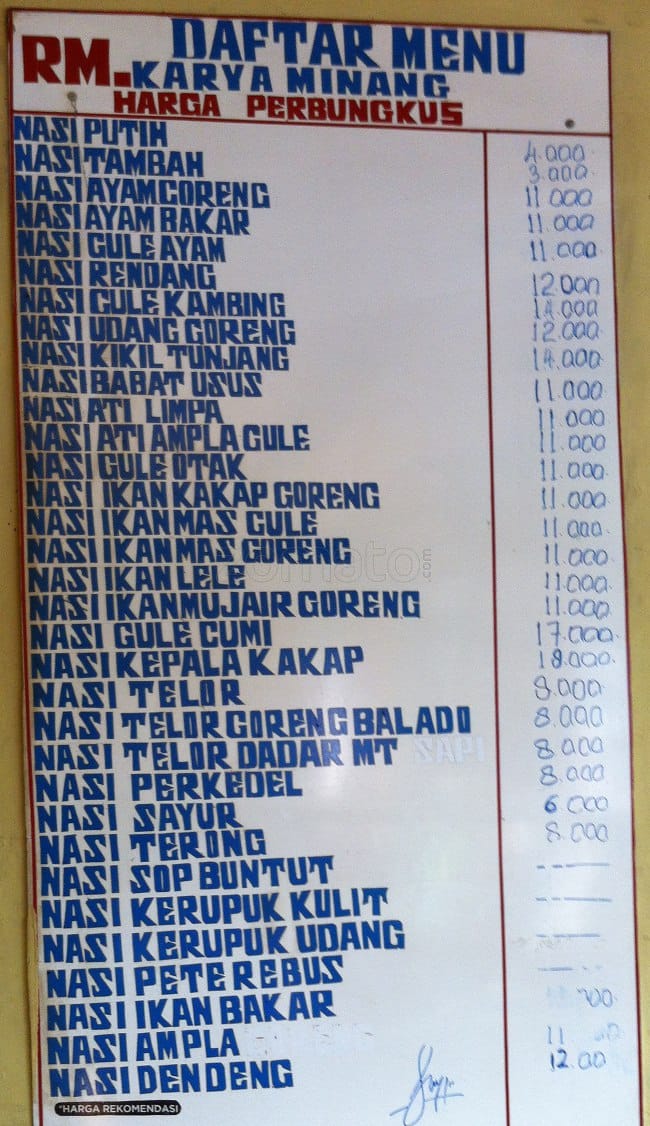 DAFTAR MENU
RM. KARYA MINANG
HARGA PERBUNGKUS
NASI PUTIH 4.000
NASI TAMBAH 3.000
NASI AYAM GORENG 11.000
NASI AYAM BAKAR 11.000
NASI GULE AYAM 11.000
NASI RENDANG 12.000
NASI GULE KAMBING 14.000
NASI UDANG GORENG 12.000
NASI KIKIL TUNJANG 14.000
NASI BABAT USUS 11.000
NASI ATI LIMPA 11.000
NASI ATI AMPLA GULE 11.000
NASI GULE OTAK 11.000
NASI IKAN KAKAP GORENG 11.000
NASI IKAN MAS GULE 11.000
NASI IKAN MAS GORENG 11.000
NASI IKAN LELE 11.000
NASI IKAN MUJAIR GORENG 11.000
NASI GULE CUMI 17.000
NASI KEPALA KAKAP 18.000
NASI TELOR 8.000
NASI TELOR GORENG BALADO 8.000
NASI TELOR DADAR MT SAPI 8.000
NASI PERKEDEL 8.000
NASI SAYUR 6.000
NASI TERONG 8.000
NASI SOP BUNTUT ----
NASI KERUPUK KULIT ----
NASI KERUPUK UDANG ----
NASI PETE REBUS ----
NASI IKAN BAKAR
NASI AMPLA 11
NASI DENDENG 12.00
*HARGA REKOMENDASI